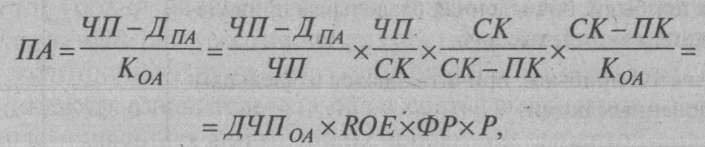 ПА = (ЧП – Д_ПА) / К_ОА = (ЧП – Д_ПА) / ЧП × ЧП / СК × СК / (СК – ПК) × (СК – ПК) / К_ОА =
= ДЧП_ОА × ROE × ФР × Р,